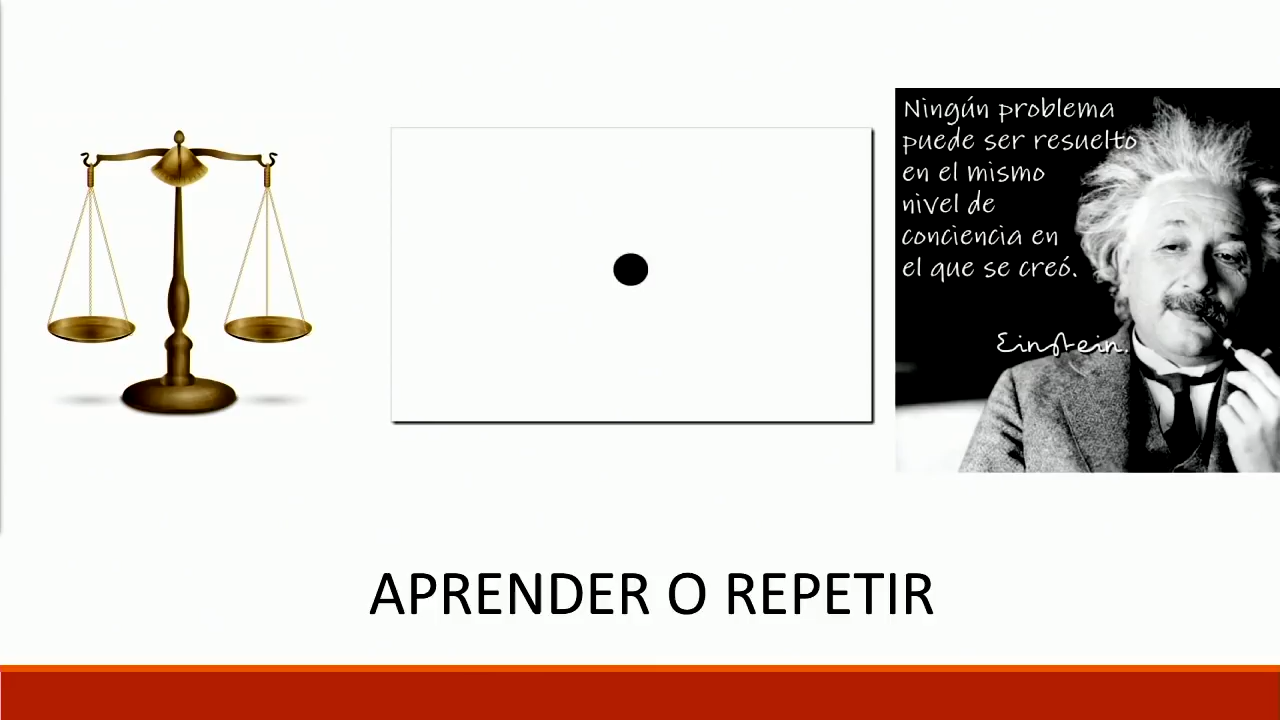 Ningún problema
puede ser resuelto
en el mismo
nivel de
conciencia en
el que se creó.
Einstein.
APRENDER O REPETIR